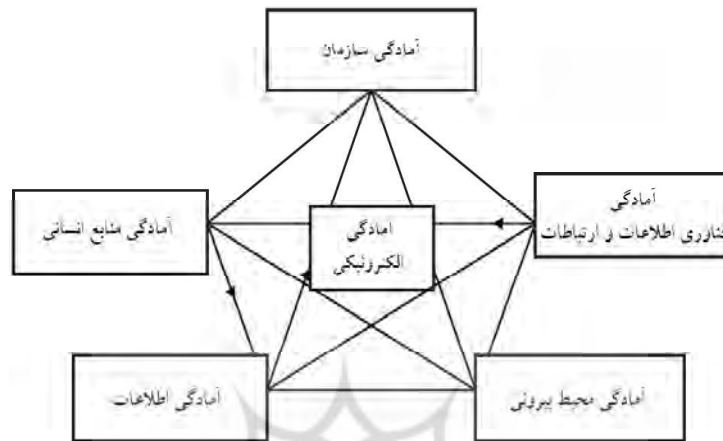 آمادگی سازمان
آمادگی منابع انسانی
آمادگی
الکترونیکی
آمادگی
فناوری اطلاعات و ارتباطات
آمادگی اطلاعات
آمادگی محیط بیرونی